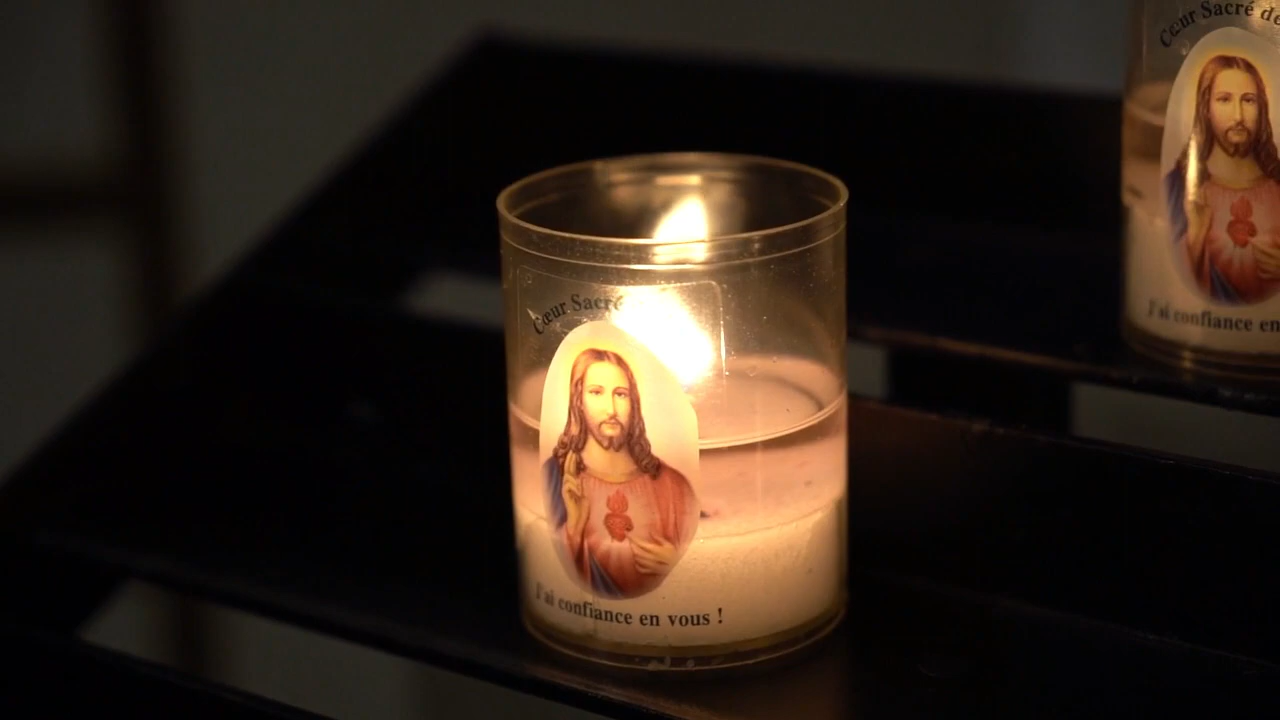 Cœur Sacré
J'ai confiance en vous !
Cœur Sacré de
J'ai confiance en